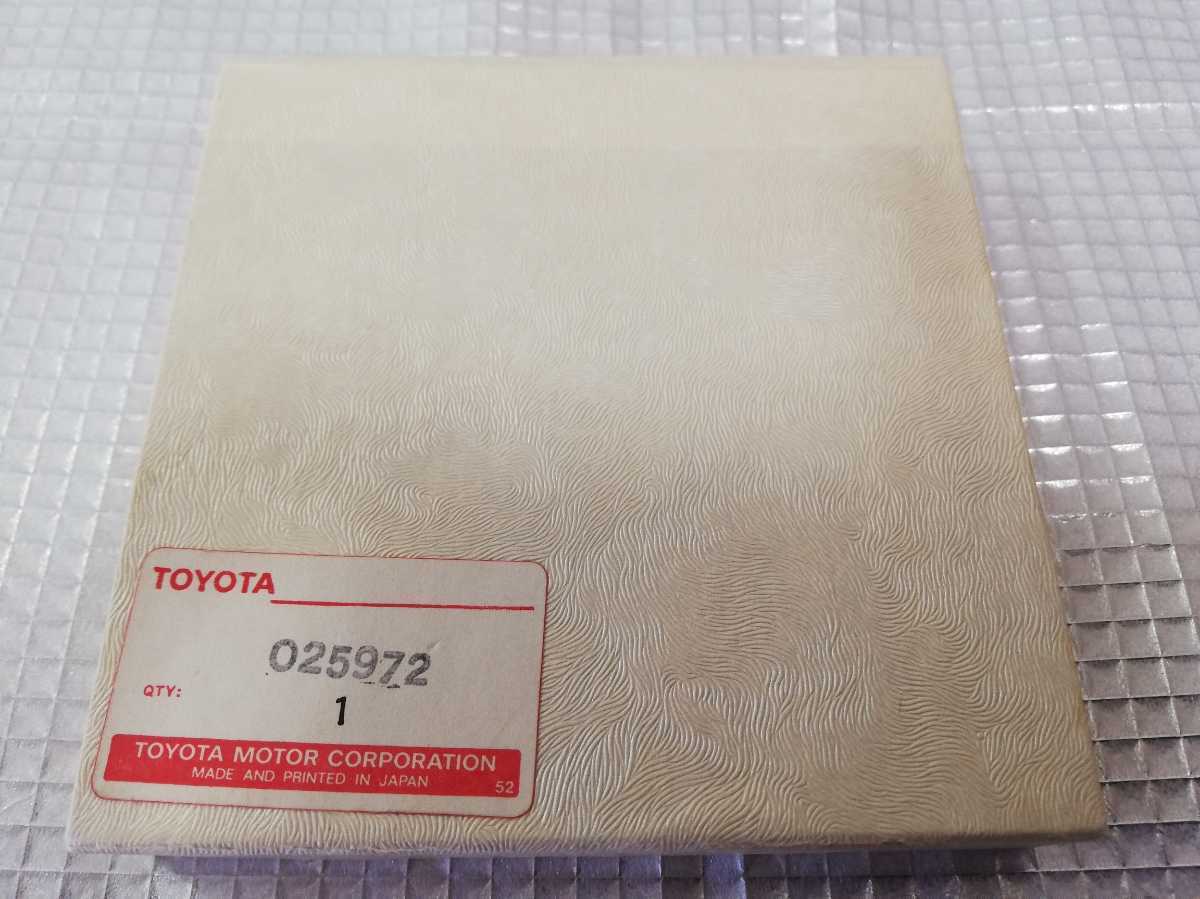 TOYOTA
025972
QTY:
1
TOYOTA MOTOR CORPORATION
MADE AND PRINTED IN JAPAN
52